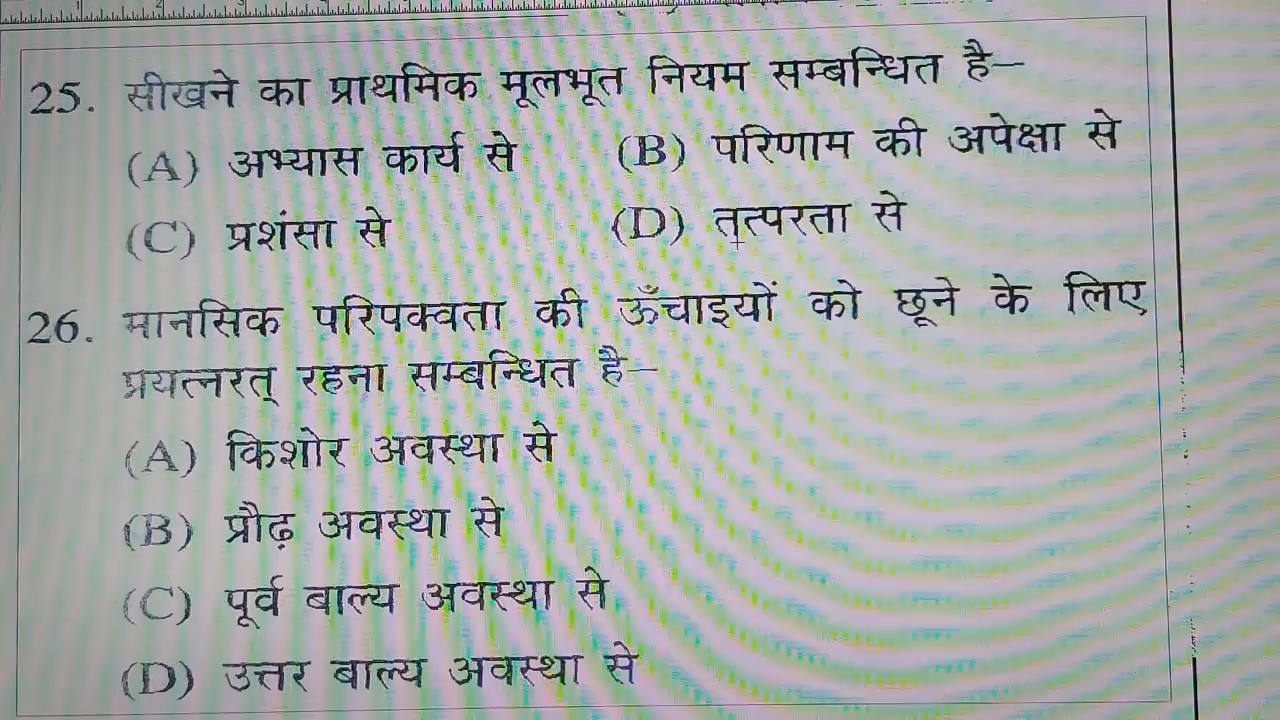 25. सीखने का प्राथमिक मूलभूत नियम सम्बन्धित है–
(A) अभ्यास कार्य से (B) परिणाम की अपेक्षा से
(C) प्रशंसा से (D) तत्परता से
26. मानसिक परिपक्वता की ऊँचाइयों को छूने के लिए
प्रयत्नरत् रहना सम्बन्धित है–
(A) किशोर अवस्था से
(B) प्रौढ़ अवस्था से
(C) पूर्व बाल्य अवस्था से
(D) उत्तर बाल्य अवस्था से